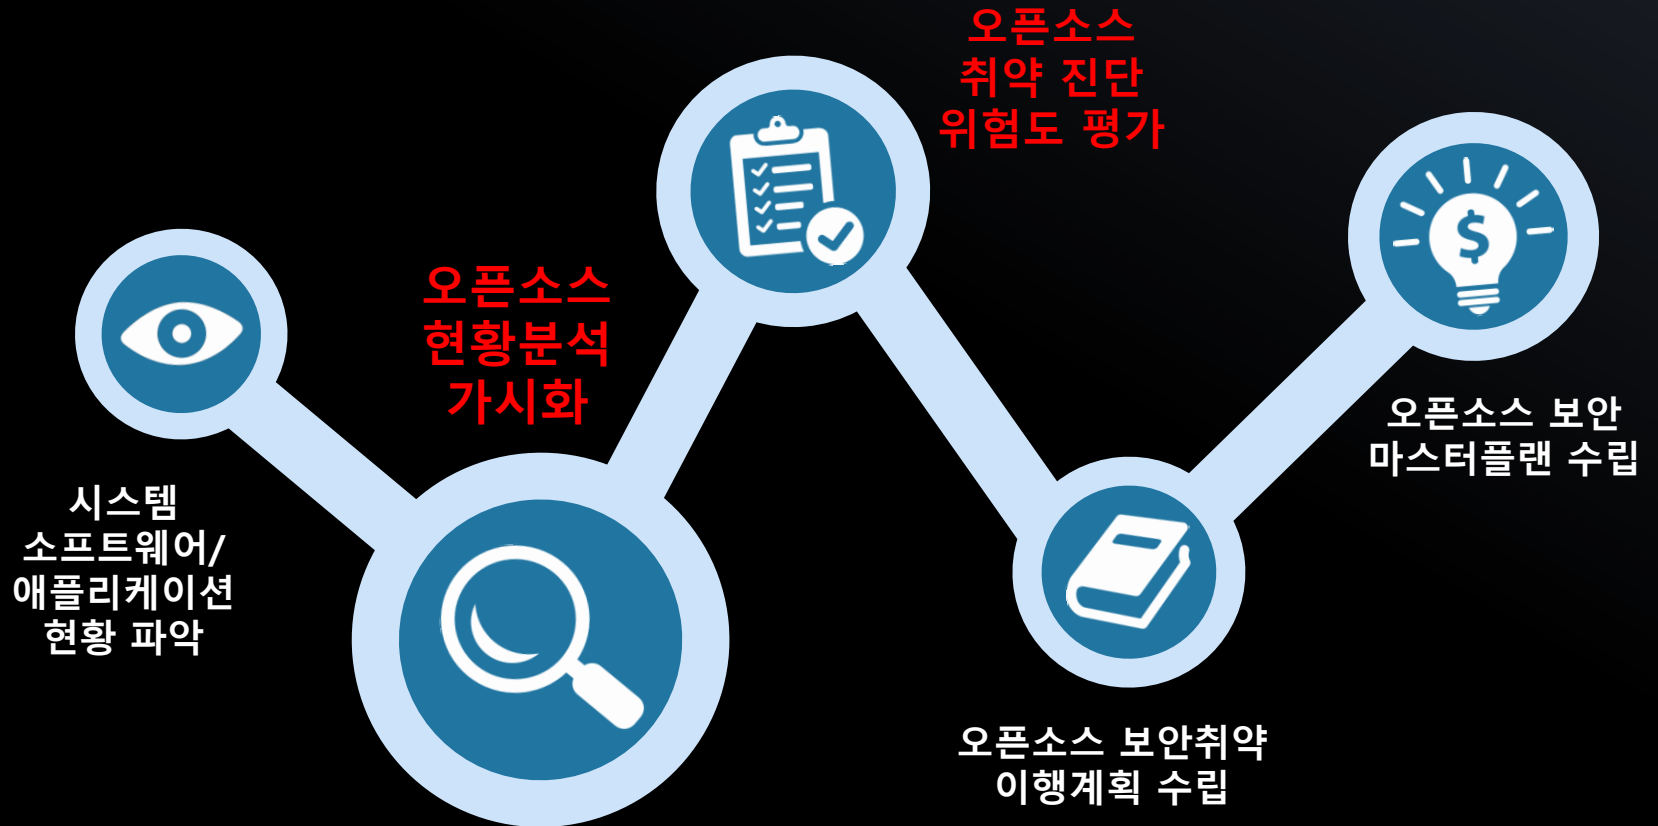 시스템
소프트웨어/
애플리케이션
현황 파악
오픈소스
현황분석
가시화
오픈소스
취약 진단
위험도 평가
오픈소스 보안취약
이행계획 수립
$
오픈소스 보안
마스터플랜 수립